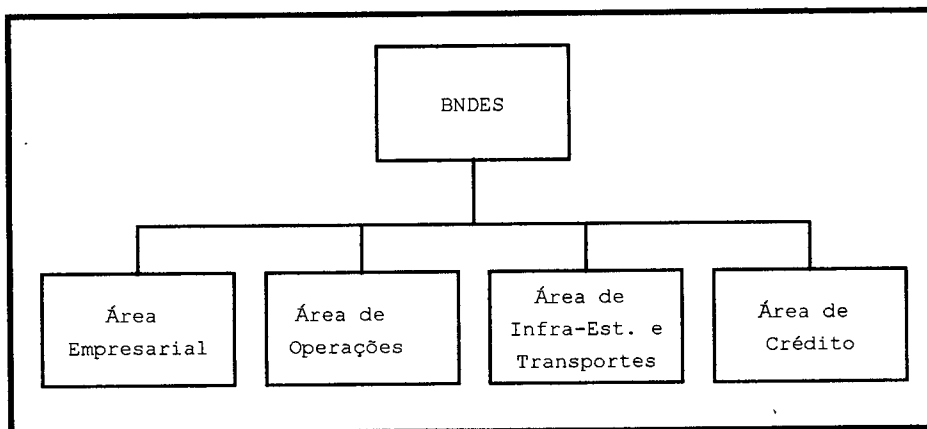 BNDES
Área
Empresarial
Área de
Operações
Área de
Infra-Est. e
Transportes
Área de
Crédito